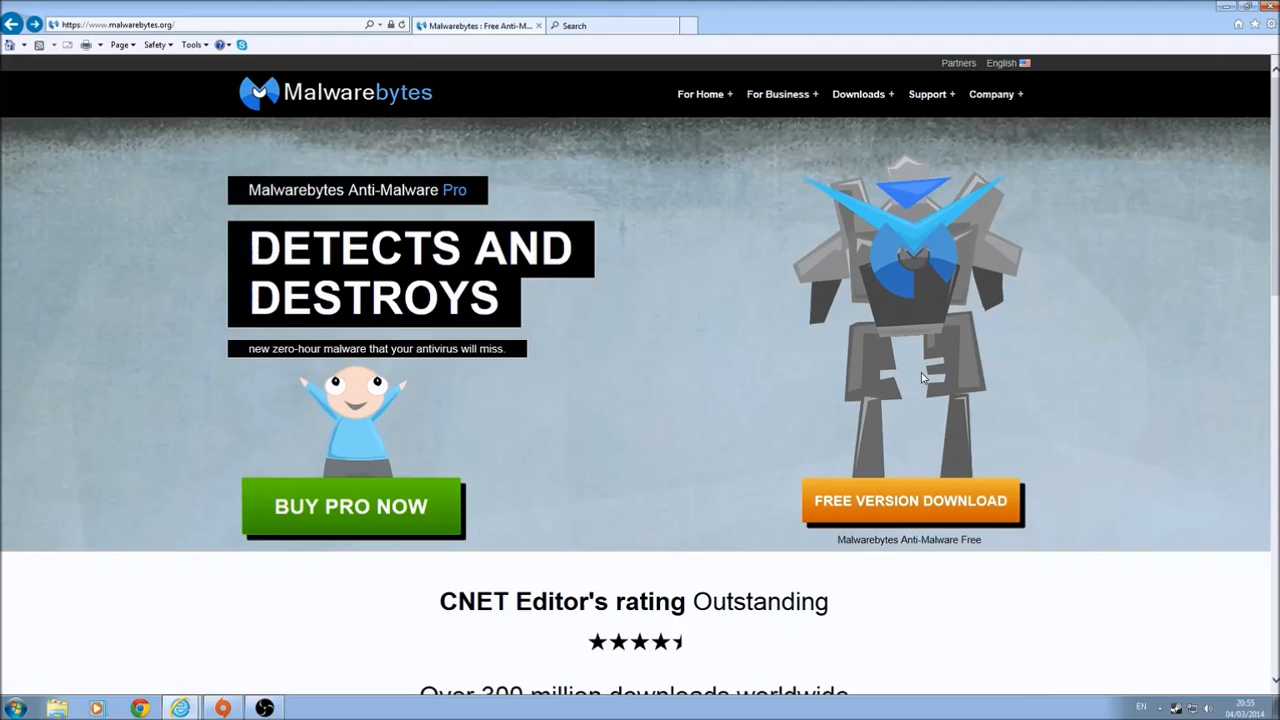 https://www.malwarebytes.org/
Malwarebytes : Free Anti-M...
Search
Page
Safety
Tools
Partners
English
Malwarebytes
For Home +
For Business +
Downloads +
Support +
Company +
Malwarebytes Anti-Malware Pro
DETECTS AND
DESTROYS
new zero-hour malware that your antivirus will miss.
BUY PRO NOW
FREE VERSION DOWNLOAD
Malwarebytes Anti-Malware Free
CNET Editor's rating Outstanding
Over 300 million downloads worldwide
EN
20:55
04/03/2014